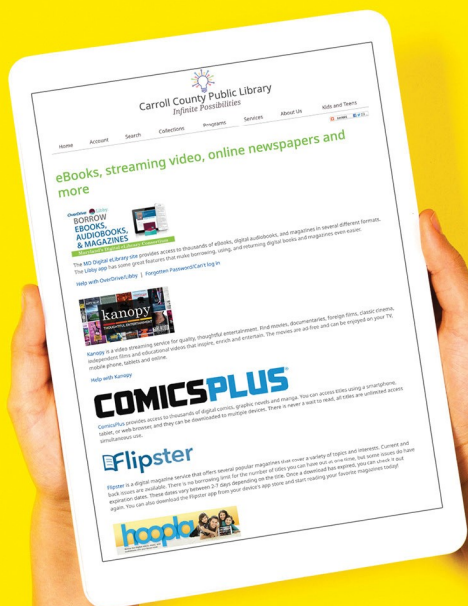 Carroll County Public Library
Infinite Possibilities
Home Account Search Collections Programs Services About Us Kids and Teens
eBooks, streaming video, online newspapers and
more
OverDrive Libby
BORROW
EBOOKS,
AUDIOBOOKS,
& MAGAZINES
The MD Digital eLibrary site provides access to thousands of eBooks, digital audiobooks, and magazines in several different formats.
The Libby app has some great features that make borrowing, using, and returning digital books and magazines even easier.
Help with OverDrive/Libby | Forgotten Password/Can't log in
kanopy
THOUGHTFUL ENTERTAINMENT
Kanopy is a video streaming service for quality, thoughtful entertainment. Find movies, documentaries, foreign films, classic cinema,
independent films and educational videos that inspire, enrich and entertain. The movies are ad-free and can be enjoyed on your TV,
mobile phone, tablets and online.
Help with Kanopy
COMICSPLUS
ComicsPlus provides access to thousands of digital comics, graphic novels and manga. You can access titles using a smartphone,
tablet, or web browser, and they can be downloaded to multiple devices. There is never a wait to read, all titles are unlimited access
simultaneous use.
Flipster
Flipster is a digital magazine service that offers several popular magazines that cover a variety of topics and interests. Current and
back issues are available. There is no borrowing limit for the number of titles you can have out at one time, but some issues do have
expiration dates. These dates vary between 2-7 days depending on the title. Once a download has expired, you can check it out
again. You can also download the Flipster app from your device's app store and start reading your favorite magazines today!
hoopla